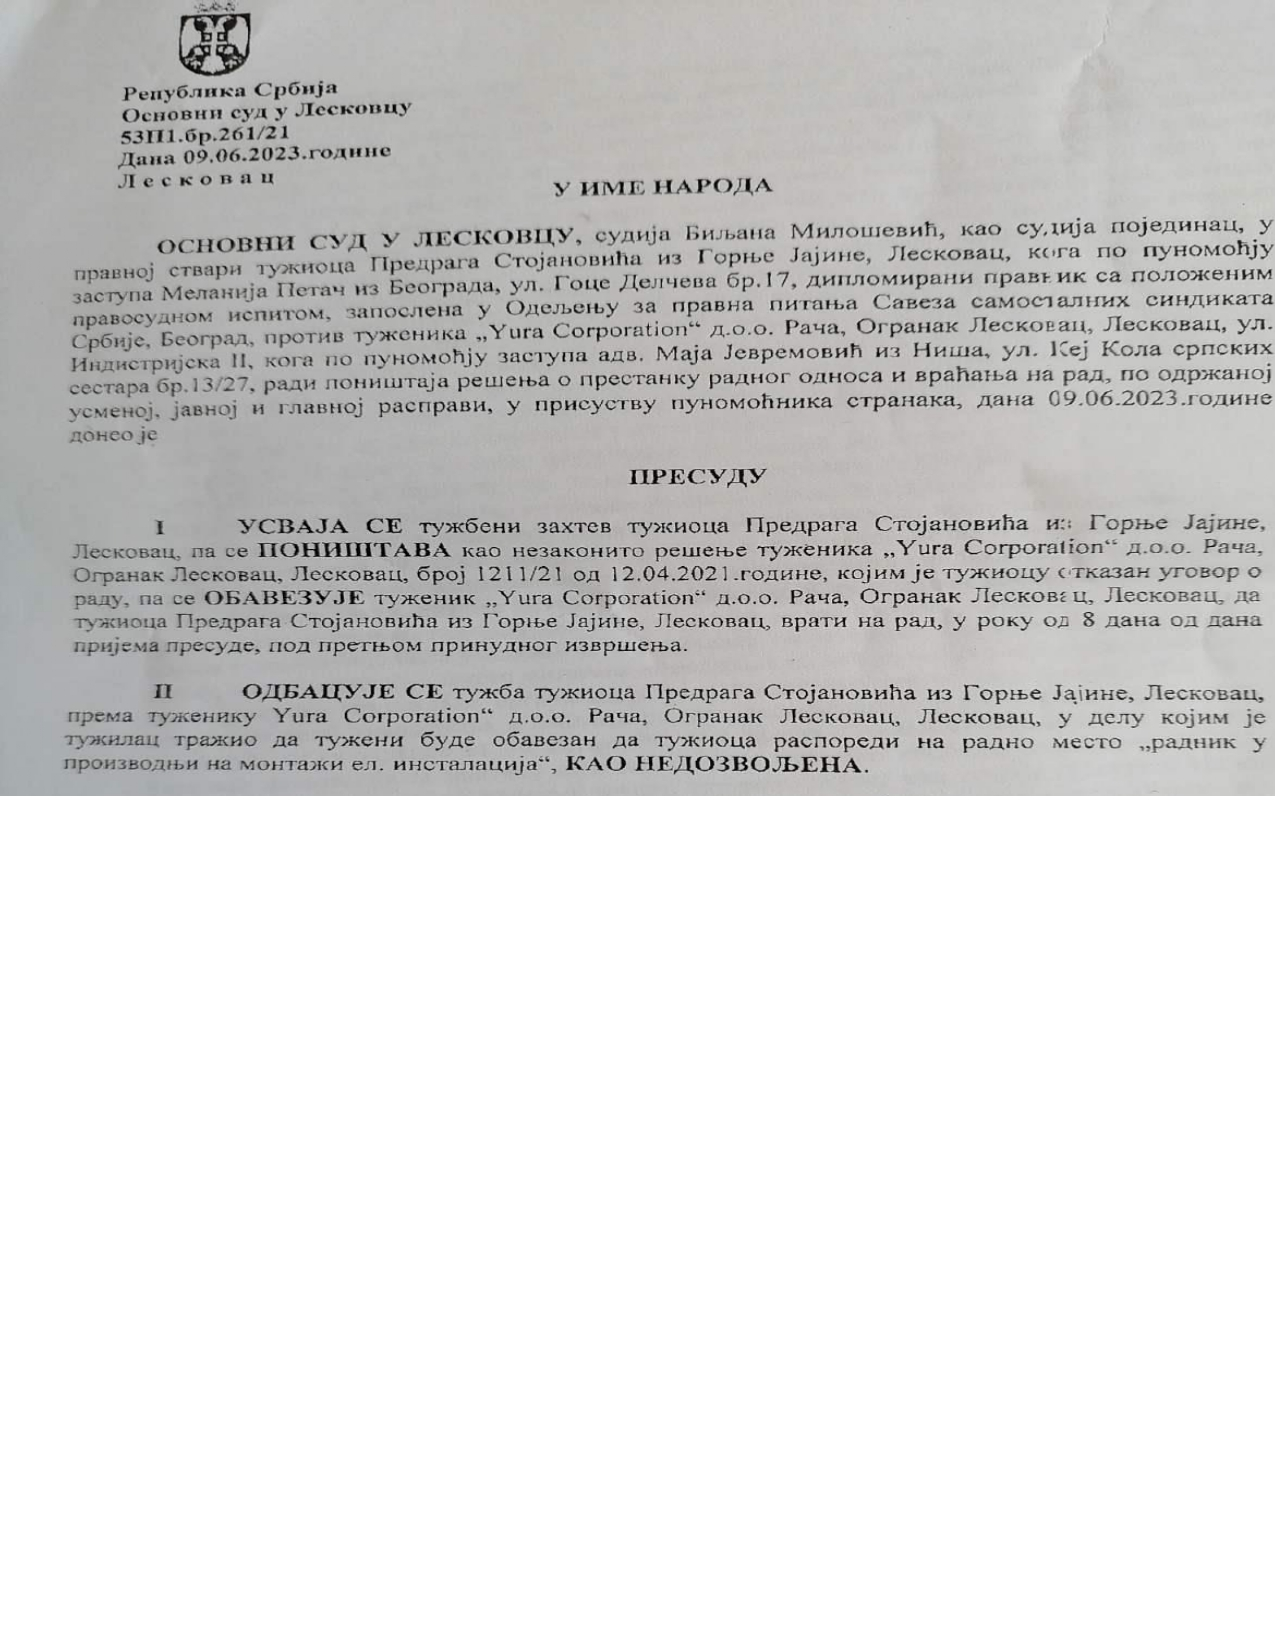 Република Србија
Основни суд у Лесковцу
53П1.бр.261/21
Дана 09.06.2023.године
Л е с к о в а ц
У ИМЕ НАРОДА
ОСНОВНИ СУД У ЛЕСКОВЦУ, судија Биљана Милошевић, као судија појединац, у
правној ствари тужиоца Предрага Стојановића из Горње Јајине, Лесковац, кога по пуномоћју
заступа Меланија Петач из Београда, ул. Гоце Делчева бр.17, дипломирани правник са положеним
правосудном испитом, запослена у Одељењу за правна питања Савеза самосталних синдиката
Србије, Београд, против туженика „Yura Corporation“ д.о.о. Рача, Огранак Лесковац, Лесковац, ул.
Индистријска II, кога по пуномоћју заступа адв. Маја Јевремовић из Ниша, ул. Кеј Кола српских
сестара бр.13/27, ради поништаја решења о престанку радног односа и враћања на рад, по одржаној
усменој, јавној и главној расправи, у присуству пуномоћника странака, дана 09.06.2023.године
донео је
ПРЕСУДУ
I УСВАЈА СЕ тужбени захтев тужиоца Предрага Стојановића из Горње Јајине,
Лесковац, па се ПОНИШТАВА као незаконито решење туженика „Yura Corporation“ д.о.о. Рача,
Огранак Лесковац, Лесковац, број 1211/21 од 12.04.2021.године, којим је тужиоцу отказан уговор о
раду, па се ОБАВЕЗУЈЕ туженик „Yura Corporation“ д.о.о. Рача, Огранак Лесковац, Лесковац, да
тужиоца Предрага Стојановића из Горње Јајине, Лесковац, врати на рад, у року од 8 дана од дана
пријема пресуде, под претњом принудног извршења.
II ОДБАЦУЈЕ СЕ тужба тужиоца Предрага Стојановића из Горње Јајине, Лесковац,
према туженику Yura Corporation“ д.о.о. Рача, Огранак Лесковац, Лесковац, у делу којим је
тужилац тражио да тужени буде обавезан да тужиоца распореди на радно место „радник у
производњи на монтажи ел. инсталација“, КАО НЕДОЗВОЉЕНА.